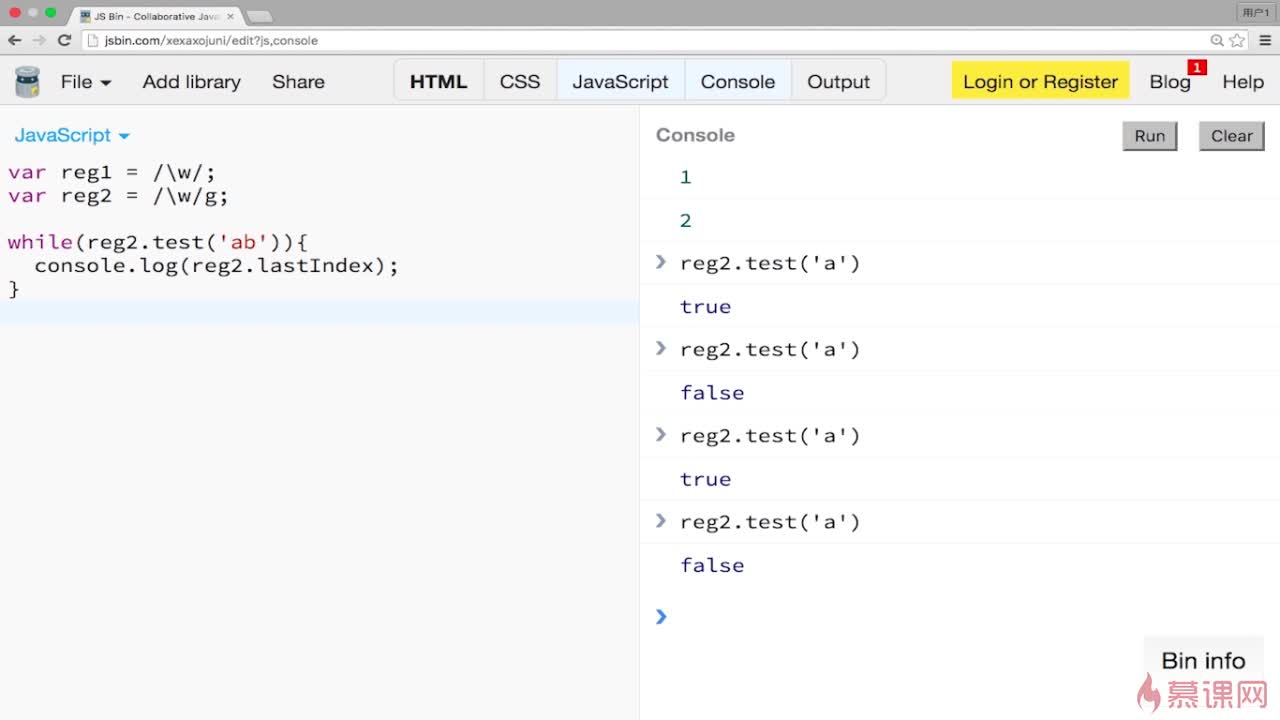 JS Bin - Collaborative Java
用户1
jsbin.com/xexaxojuni/edit?js,console
File
Add library
Share
HTML
CSS
JavaScript
Console
Output
Login or Register
Blog
1
Help
JavaScript
var reg1 = /\w/;
var reg2 = /\w/g;
while(reg2.test('ab')){
console.log(reg2.lastIndex);
}
Console
Run
Clear
1
2
reg2.test('a')
true
reg2.test('a')
false
reg2.test('a')
true
reg2.test('a')
false
Bin info
慕课网